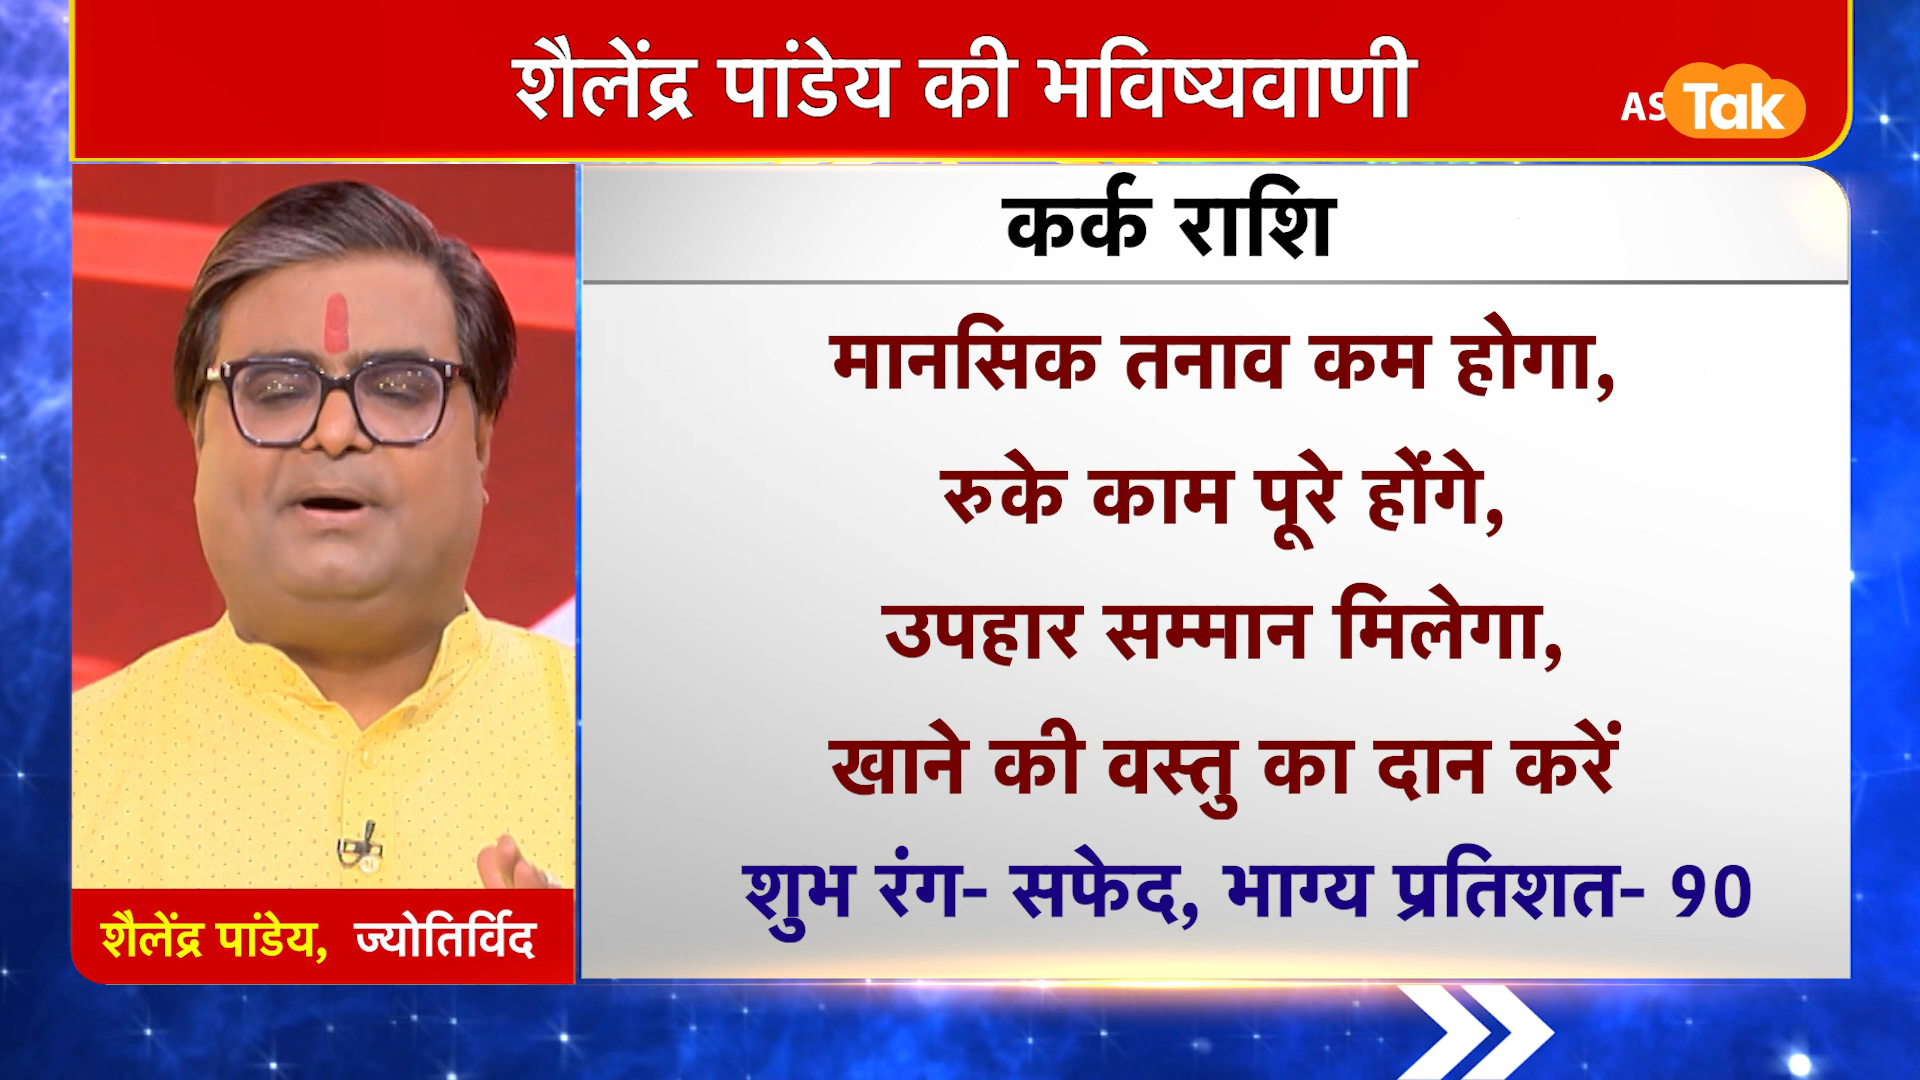 शैलेंद्र पांडेय की भविष्यवाणी
AS Tak
कर्क राशि
मानसिक तनाव कम होगा,
रुके काम पूरे होंगे,
उपहार सम्मान मिलेगा,
खाने की वस्तु का दान करें
शुभ रंग- सफेद, भाग्य प्रतिशत- 90
शैलेंद्र पांडेय, ज्योतिर्विद